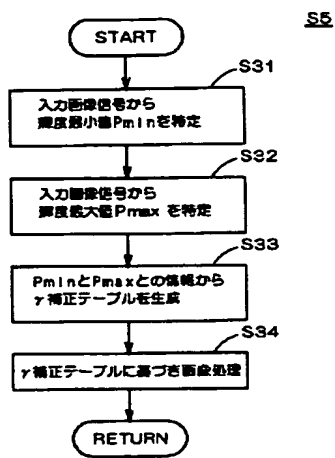 S5
START
S31
入力画像信号から
輝度最小値Pminを特定
S32
入力画像信号から
輝度最大値Pmax を特定
S33
PminとPmaxとの情報から
γ補正テーブルを生成
S34
γ補正テーブルに基づき画像処理
RETURN